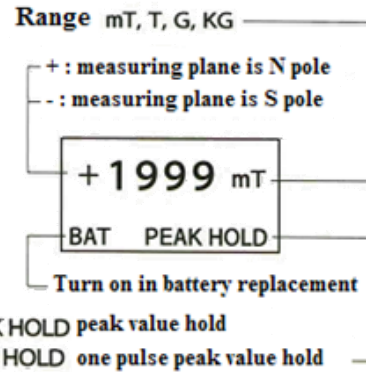 Range mT, T, G, KG
+ : measuring plane is N pole
- : measuring plane is S pole
+1999 mT
BAT PEAK HOLD
Turn on in battery replacement
K HOLD peak value hold
HOLD one pulse peak value hold